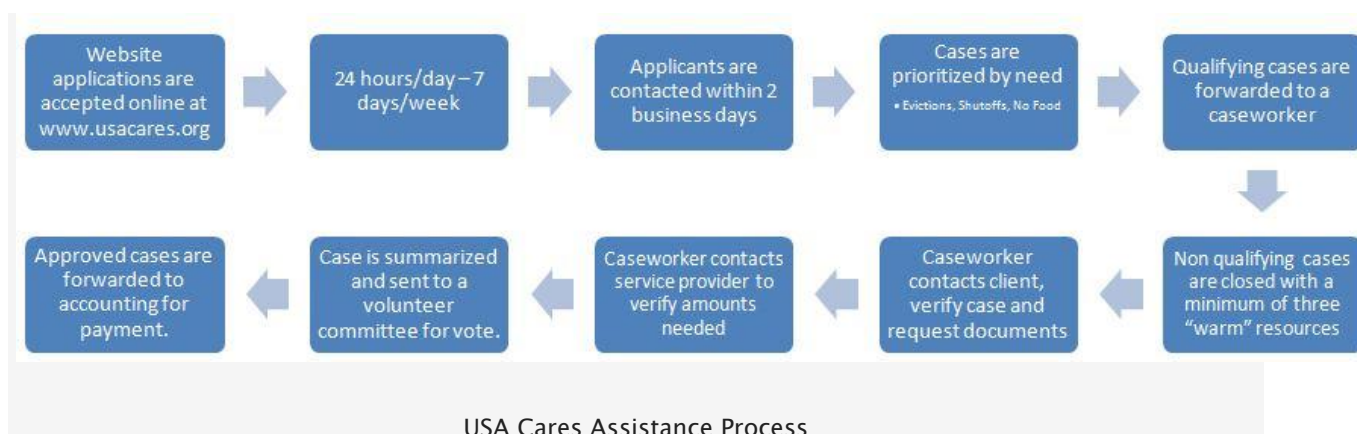 Website
applications are
accepted online at
www.usacares.org
24 hours/day – 7
days/week
Applicants are
contacted within 2
business days
Cases are
prioritized by need
• Evictions, Shutoffs, No Food
Qualifying cases are
forwarded to a
caseworker
Non qualifying cases
are closed with a
minimum of three
“warm” resources
Caseworker
contacts client,
verify case and
request documents
Caseworker contacts
service provider to
verify amounts
needed
Case is summarized
and sent to a
volunteer
committee for vote.
Approved cases are
forwarded to
accounting for
payment.
USA Cares Assistance Process